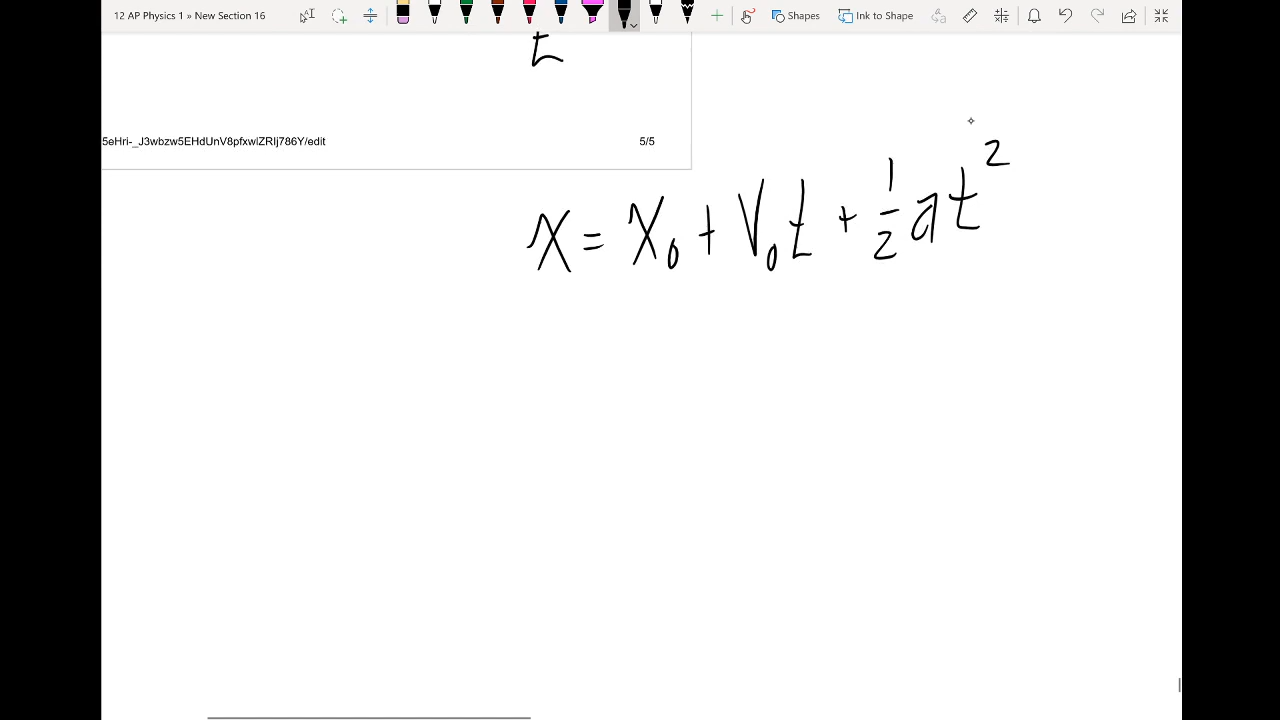 12 AP Physics 1 » New Section 16
Shapes
Ink to Shape
t
5eHri-_J3wbzw5EHdUnV8pfxwiZRIj786Y/edit
5/5
x = x₀ + v₀t + ½at²